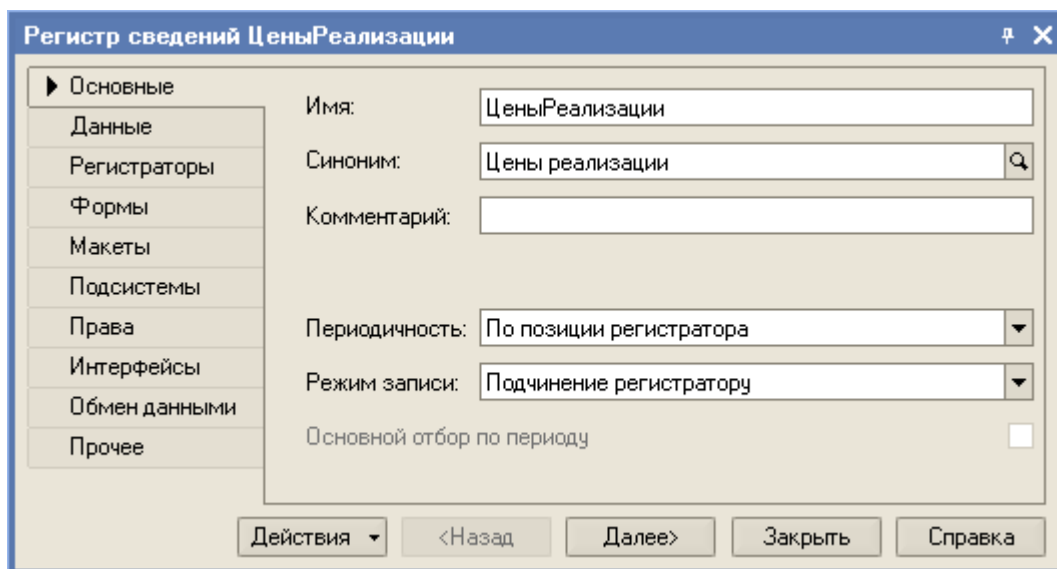 Регистр сведений ЦеныРеализации
Основные
Данные
Регистраторы
Формы
Макеты
Подсистемы
Права
Интерфейсы
Обмен данными
Прочее
Имя: ЦеныРеализации
Синоним: Цены реализации
Комментарий:
Периодичность: По позиции регистратора
Режим записи: Подчинение регистратору
Основной отбор по периоду
Действия <Назад Далее> Закрыть Справка